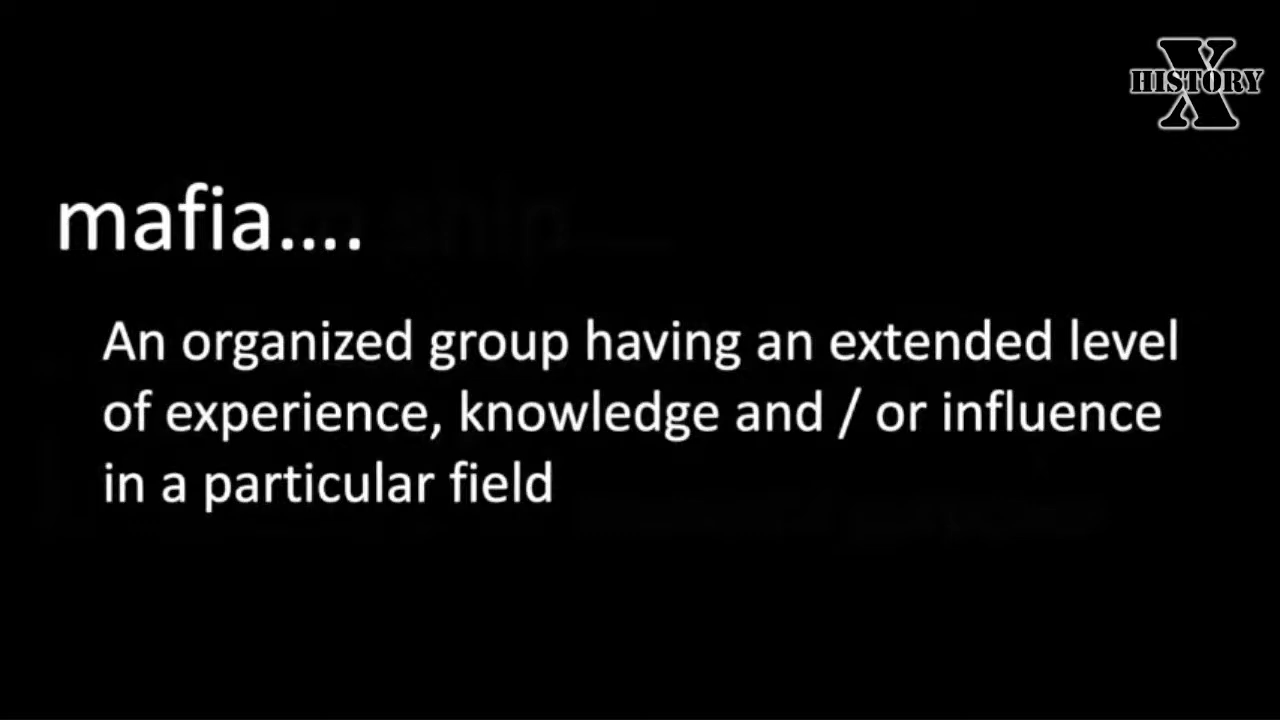 X
HISTORY
mafia....
An organized group having an extended level
of experience, knowledge and / or influence
in a particular field